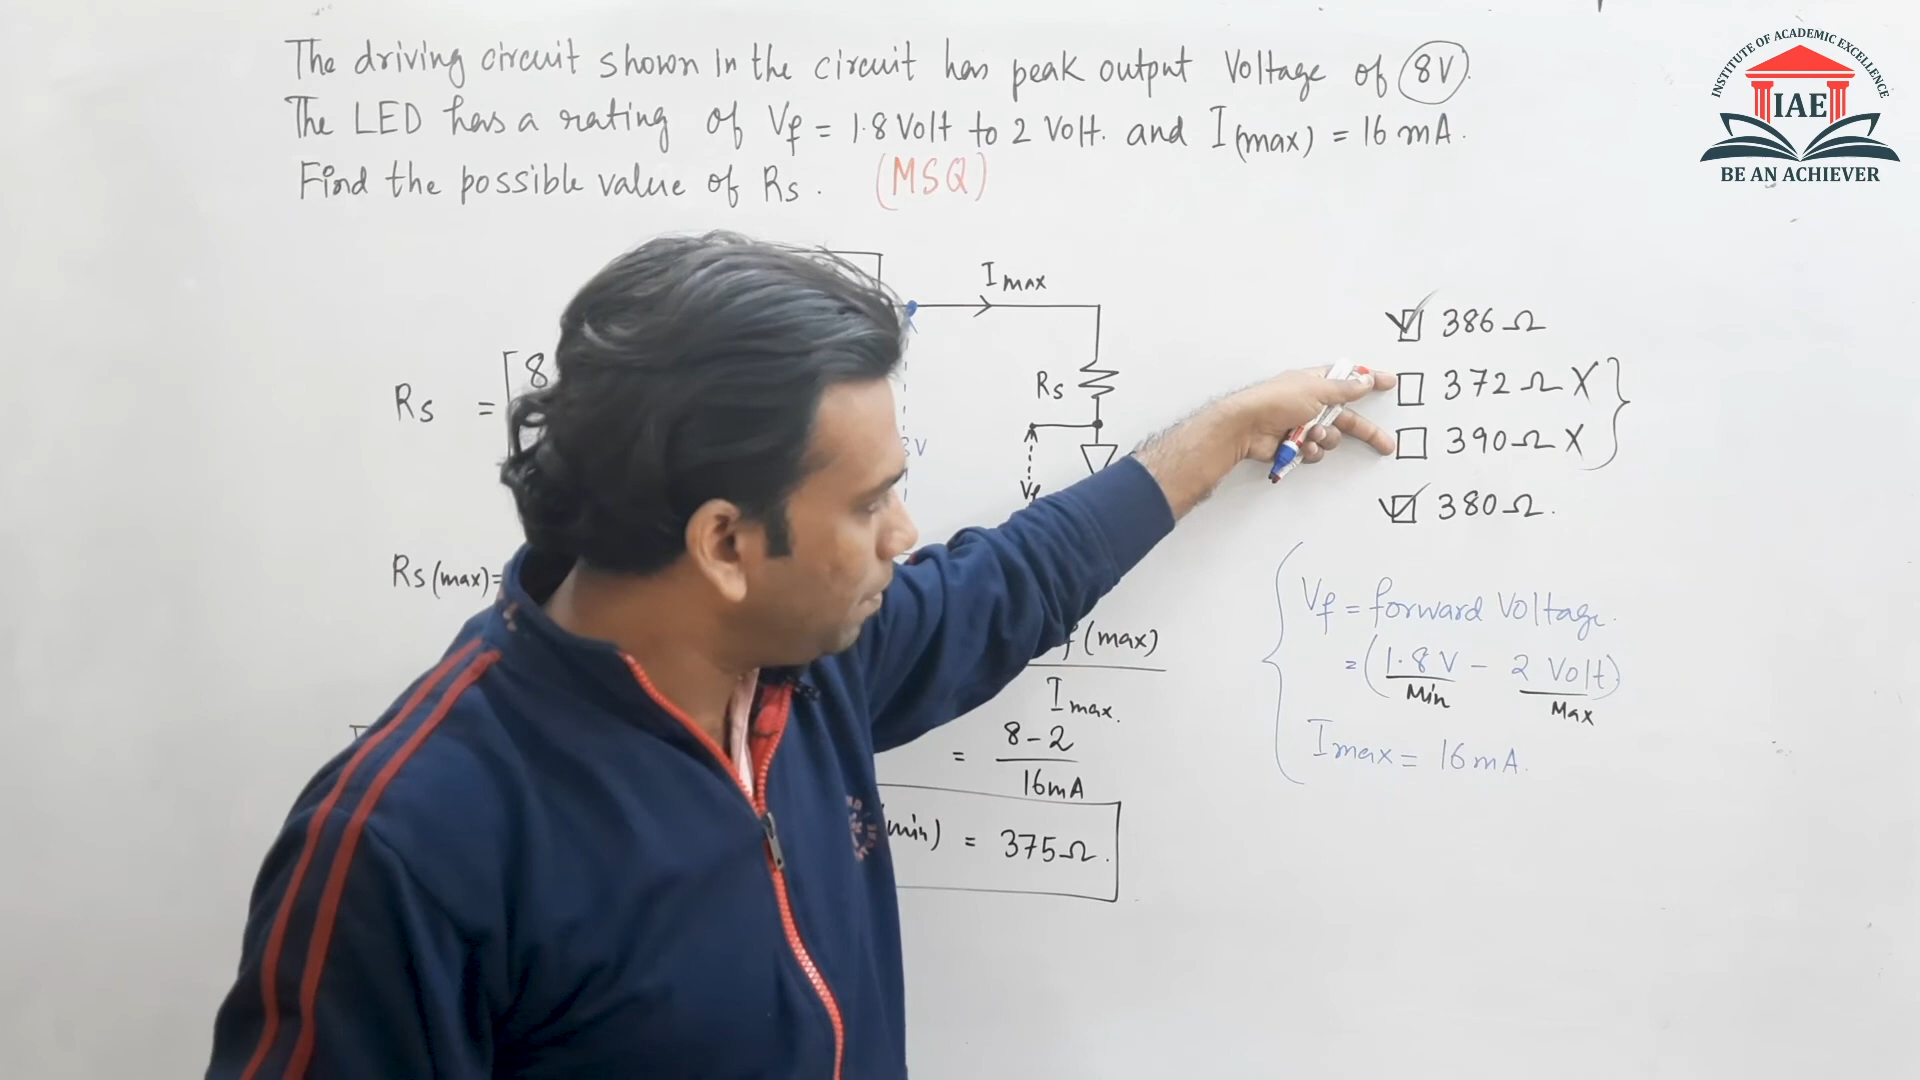 The driving circuit shown in the circuit has peak output Voltage of 8V.
The LED has a rating of Vf = 1.8 Volt to 2 Volt. and I(max) = 16 mA.
Find the possible value of Rs. (MSQ)
INSTITUTE OF ACADEMIC EXCELLENCE
IAE
BE AN ACHIEVER
I max
Rs
Vf
Rs = [8
386 Ω
372 Ω X
390 Ω X
380 Ω.
Rs (max) =
f (max)
I max.
= 8 - 2
16mA
min) = 375 Ω.
Vf = forward Voltage.
= (1.8 V - 2 Volt)
Min Max
I max = 16 mA.